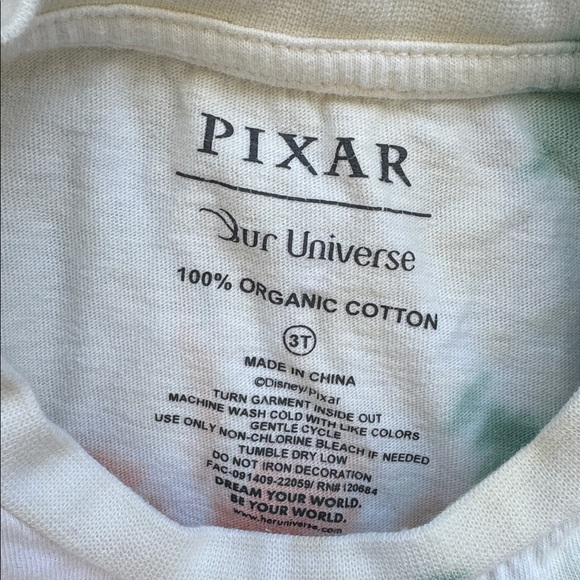 PIXAR
Our Universe
100% ORGANIC COTTON
3T
MADE IN CHINA
©Disney/Pixar
TURN GARMENT INSIDE OUT
MACHINE WASH COLD WITH LIKE COLORS
GENTLE CYCLE
USE ONLY NON-CHLORINE BLEACH IF NEEDED
TUMBLE DRY LOW
DO NOT IRON DECORATION
FAC-091409-22059/ RN# 120684
DREAM YOUR WORLD.
BE YOUR WORLD.
www.heruniverse.com